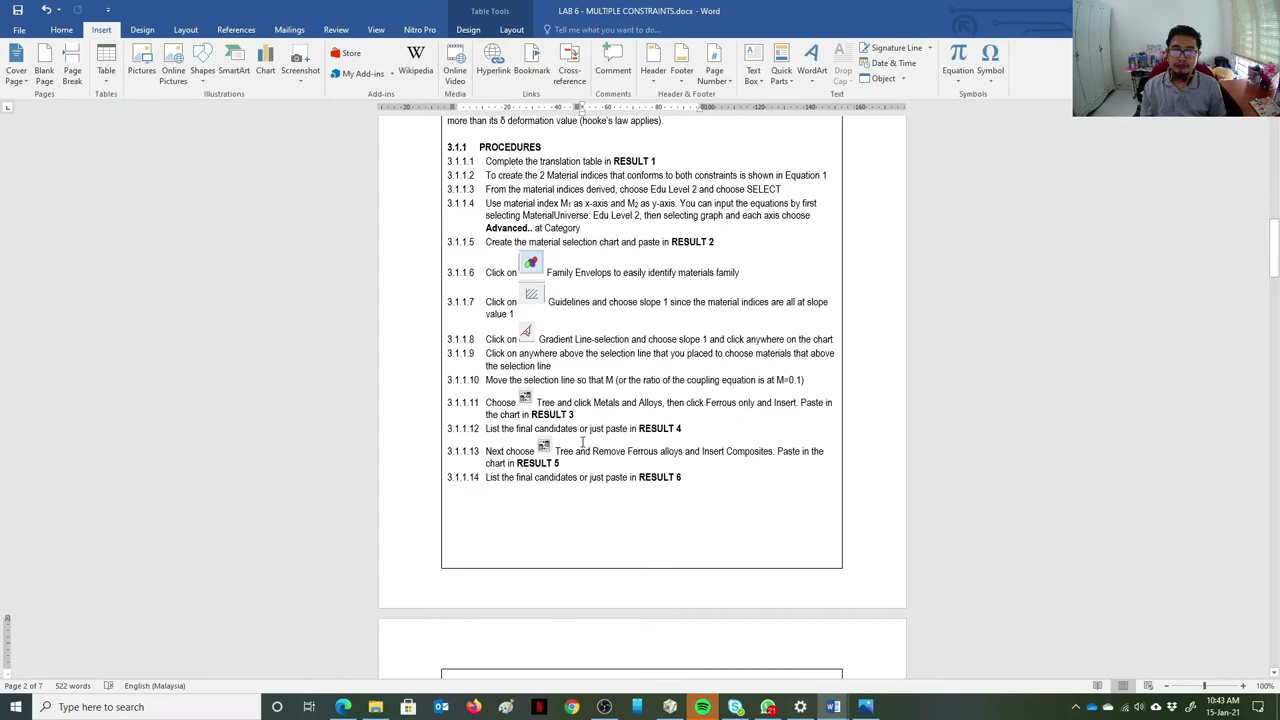 Table Tools
LAB 6 - MULTIPLE CONSTRAINTS.docx - Word
File Home Insert Design Layout References Mailings Review View Nitro Pro Design Layout Tell me what you want to do...
Cover Page Blank Page Page Break Table Pictures Online Pictures Shapes SmartArt Chart Screenshot Store My Add-ins Wikipedia Online Video Hyperlink Bookmark Cross-reference Comment Header Footer Page Number Text Box Quick Parts WordArt Drop Cap Signature Line Date & Time Object Equation Symbol
Pages Tables Illustrations Add-ins Media Links Comments Header & Footer Text Symbols
more than its δ deformation value (hooke's law applies).
3.1.1 PROCEDURES
3.1.1.1 Complete the translation table in RESULT 1
3.1.1.2 To create the 2 Material indices that conforms to both constraints is shown in Equation 1
3.1.1.3 From the material indices derived, choose Edu Level 2 and choose SELECT
3.1.1.4 Use material index M1 as x-axis and M2 as y-axis. You can input the equations by first
selecting MaterialUniverse: Edu Level 2, then selecting graph and each axis choose
Advanced.. at Category
3.1.1.5 Create the material selection chart and paste in RESULT 2
3.1.1.6 Click on Family Envelops to easily identify materials family
3.1.1.7 Click on Guidelines and choose slope 1 since the material indices are all at slope
value 1
3.1.1.8 Click on Gradient Line-selection and choose slope 1 and click anywhere on the chart
3.1.1.9 Click on anywhere above the selection line that you placed to choose materials that above
the selection line
3.1.1.10 Move the selection line so that M (or the ratio of the coupling equation is at M=0.1)
3.1.1.11 Choose Tree and click Metals and Alloys, then click Ferrous only and Insert. Paste in
the chart in RESULT 3
3.1.1.12 List the final candidates or just paste in RESULT 4
3.1.1.13 Next choose Tree and Remove Ferrous alloys and Insert Composites. Paste in the
chart in RESULT 5
3.1.1.14 List the final candidates or just paste in RESULT 6
Page 2 of 7 522 words English (Malaysia) 100%
Type here to search
21
10:43 AM
15-Jan-21